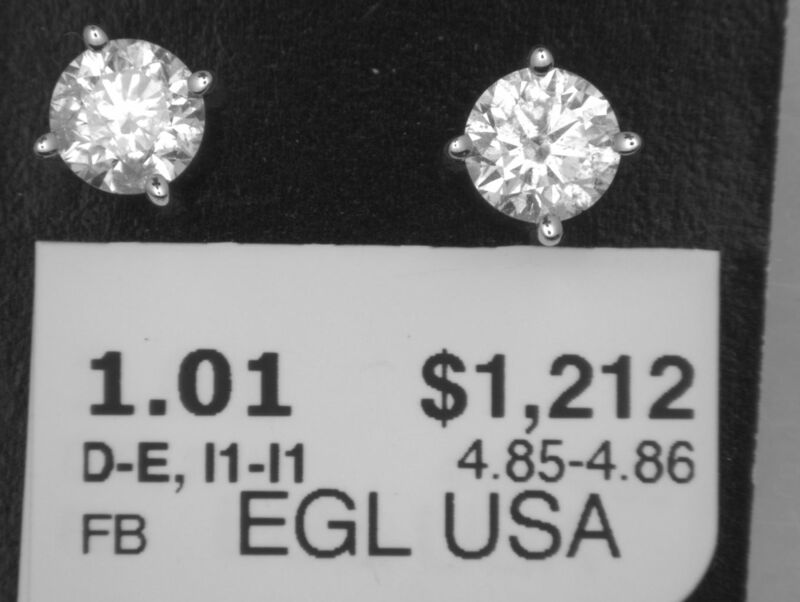 1.01 $1,212
D-E, I1-I1 4.85-4.86
FB EGL USA